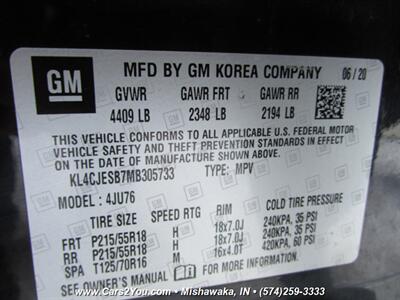 GM MFD BY GM KOREA COMPANY 06/20
GVWR GAWR FRT GAWR RR
4409 LB 2348 LB 2194 LB
THIS VEHICLE CONFORMS TO ALL APPLICABLE U.S. FEDERAL MOTOR
VEHICLE SAFETY, BUMPER, AND THEFT PREVENTION STANDARDS
IN EFFECT ON THE DATE OF MANUFACTURE SHOWN ABOVE.
KL4CJESB7MB305733 TYPE: MPV
MODEL: 4JU76
TIRE SIZE SPEED RTG RIM COLD TIRE PRESSURE
FRT P215/55R18 H 18x7.0J 240KPA, 35 PSI
RR P215/55R18 H 18x7.0J 240KPA, 35 PSI
SPA T125/70R16 M 16x4.0T 420KPA, 60 PSI
SEE OWNER'S MANUAL FOR ADDITIONAL INFORMATION.
www.Cars2You.com • Mishawaka, IN • (574)259-3333